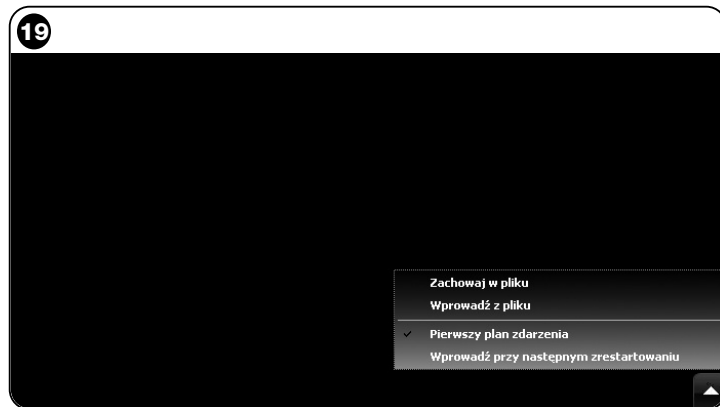 19
Zachowaj w pliku
Wprowadź z pliku
Pierwszy plan zdarzenia
Wprowadź przy następnym zrestartowaniu